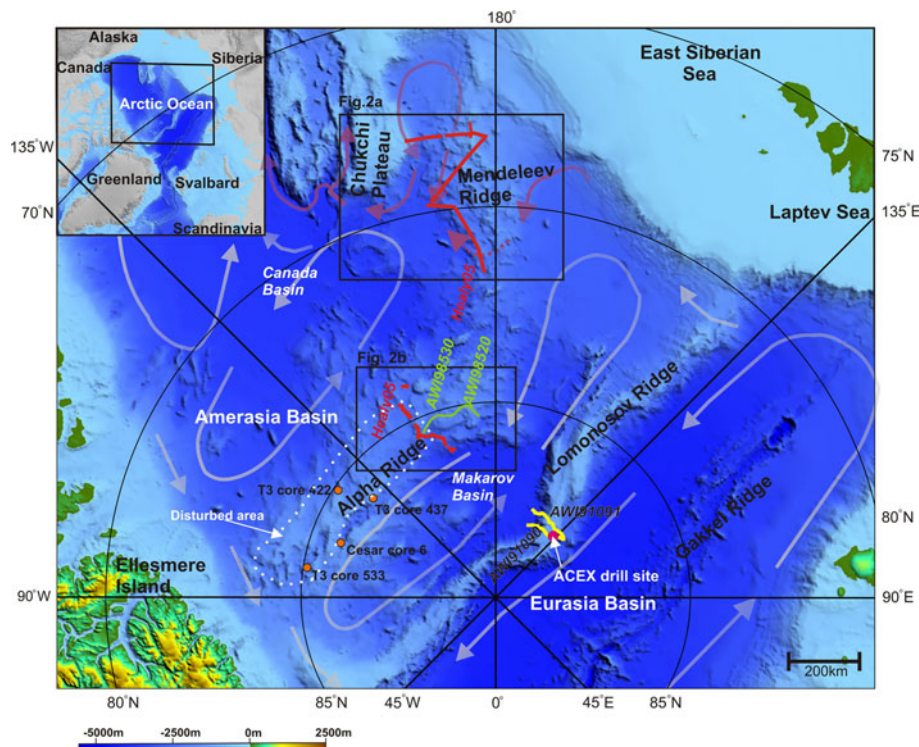 180°
Alaska
Siberia
Canada
Arctic Ocean
Greenland
Svalbard
Scandinavia
East Siberian
Sea
135°W
70°N
75°N
135°E
Laptev Sea
Fig.2a
Chukchi
Plateau
Mendeleev
Ridge
Healy05
Canada
Basin
Fig. 2b
AWI98530
AWI98520
Healy05
Amerasia Basin
Alpha Ridge
Lomonosov Ridge
Makarov
Basin
Gakkel Ridge
T3 core 422
T3 core 437
Disturbed area
AWI91091
AWI91090
80°N
Cesar core 6
T3 core 533
ACEX drill site
Ellesmere
Island
Eurasia Basin
90°W
90°E
200km
80°N
85°N
45°W
0°
45°E
85°N
-5000m
-2500m
0m
2500m